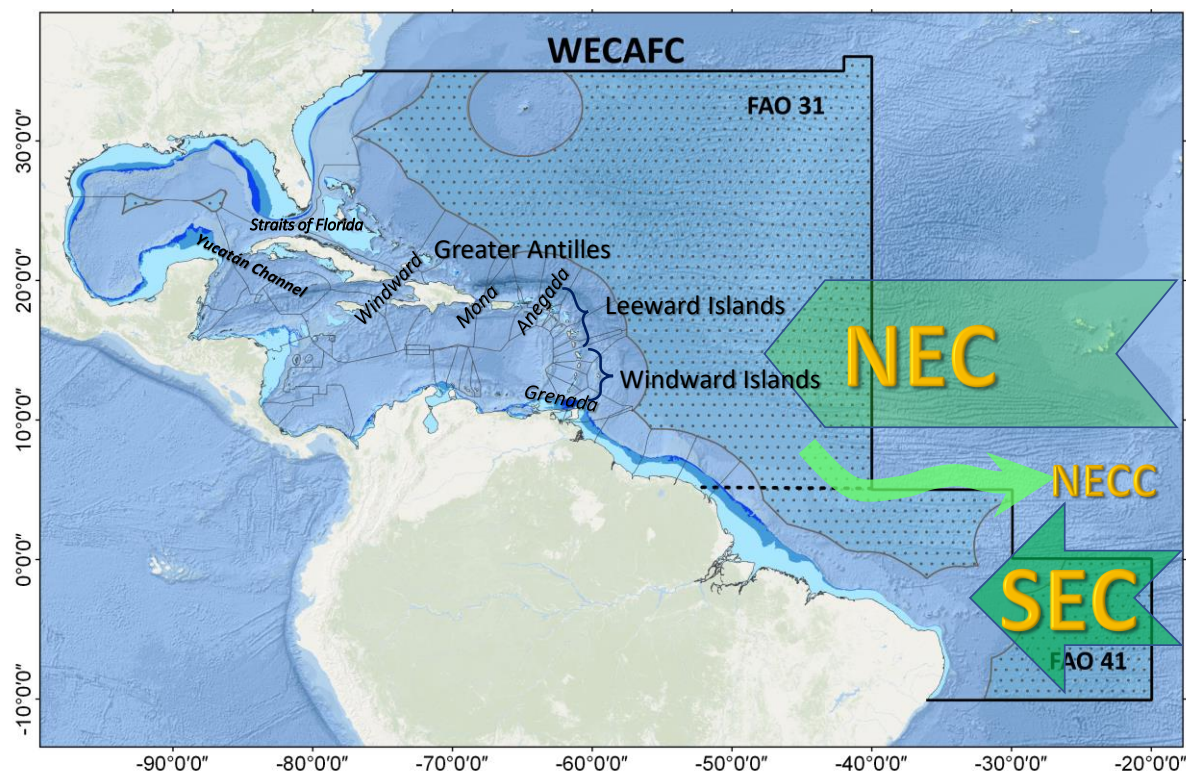 WECAFC
FAO 31
30°0'0"
Straits of Florida
Yucatán Channel
Windward
Greater Antilles
20°0'0"
Mona
Anegada
Leeward Islands
NEC
Windward Islands
Grenada
10°0'0"
NECC
0°0'0"
SEC
FAO 41
-10°0'0"
-90°0'0"
-80°0'0"
-70°0'0"
-60°0'0"
-50°0'0"
-40°0'0"
-30°0'0"
-20°0'0"